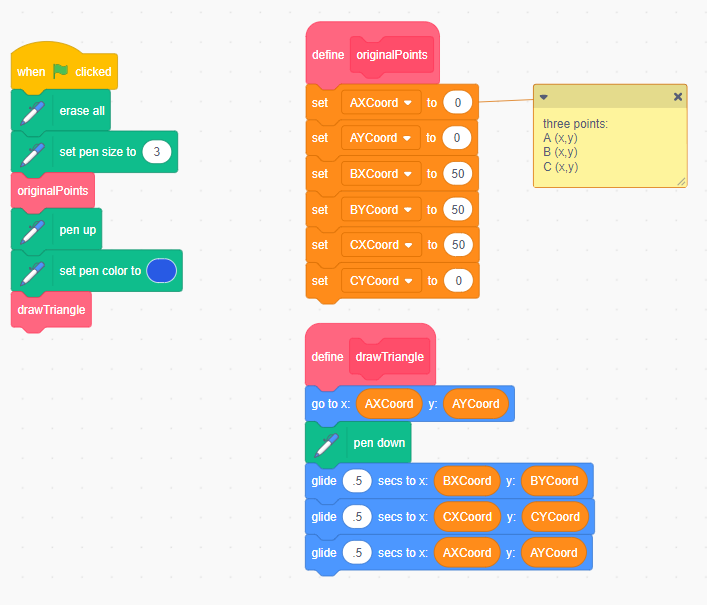 when clicked
erase all
set pen size to 3
originalPoints
pen up
set pen color to
drawTriangle
define originalPoints
set AXCoord to 0
set AYCoord to 0
set BXCoord to 50
set BYCoord to 50
set CXCoord to 50
set CYCoord to 0
three points:
A (x,y)
B (x,y)
C (x,y)
define drawTriangle
go to x: AXCoord y: AYCoord
pen down
glide .5 secs to x: BXCoord y: BYCoord
glide .5 secs to x: CXCoord y: CYCoord
glide .5 secs to x: AXCoord y: AYCoord